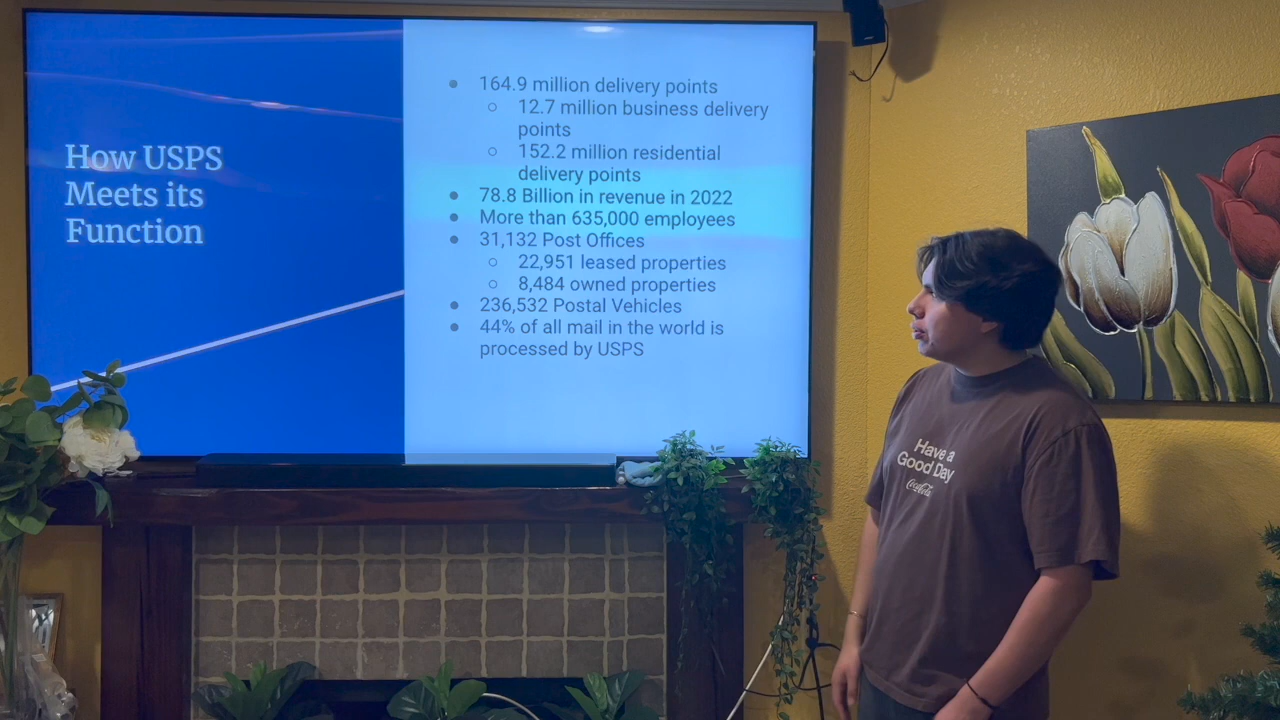 How USPS
Meets its
Function
● 164.9 million delivery points
○ 12.7 million business delivery
points
○ 152.2 million residential
delivery points
● 78.8 Billion in revenue in 2022
● More than 635,000 employees
● 31,132 Post Offices
○ 22,951 leased properties
○ 8,484 owned properties
● 236,532 Postal Vehicles
● 44% of all mail in the world is
processed by USPS
Have a
Good Day
Coca-Cola